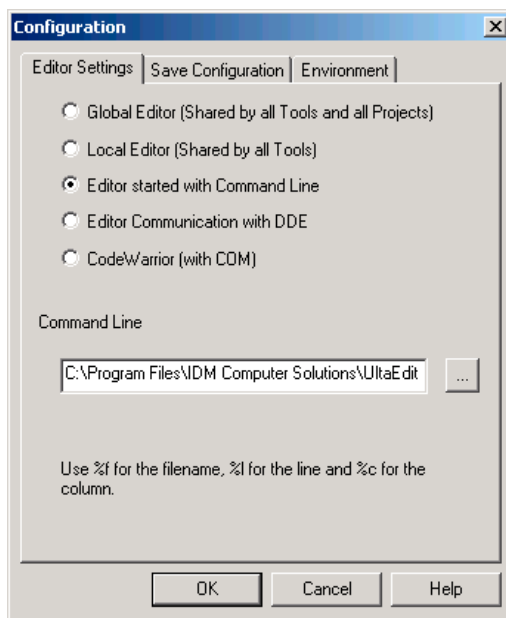 Configuration
Editor Settings Save Configuration Environment
Global Editor (Shared by all Tools and all Projects)
Local Editor (Shared by all Tools)
Editor started with Command Line
Editor Communication with DDE
CodeWarrior (with COM)
Command Line
C:\Program Files\IDM Computer Solutions\UltaEdit
...
Use %f for the filename, %l for the line and %c for the
column.
OK Cancel Help